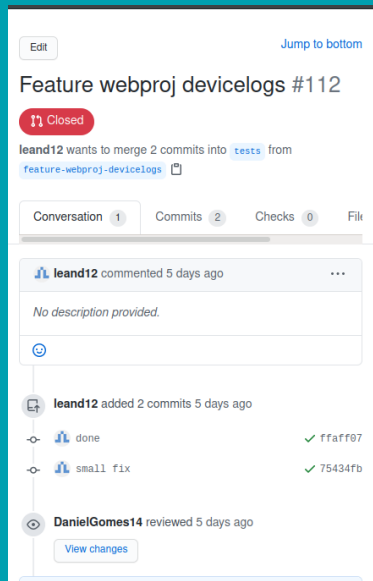 Edit
Jump to bottom
Feature webproj devicelogs #112
Closed
leand12 wants to merge 2 commits into tests from
feature-webproj-devicelogs
Conversation 1 Commits 2 Checks 0 File
leand12 commented 5 days ago
No description provided.
leand12 added 2 commits 5 days ago
done ffaff07
small fix 75434fb
DanielGomes14 reviewed 5 days ago
View changes